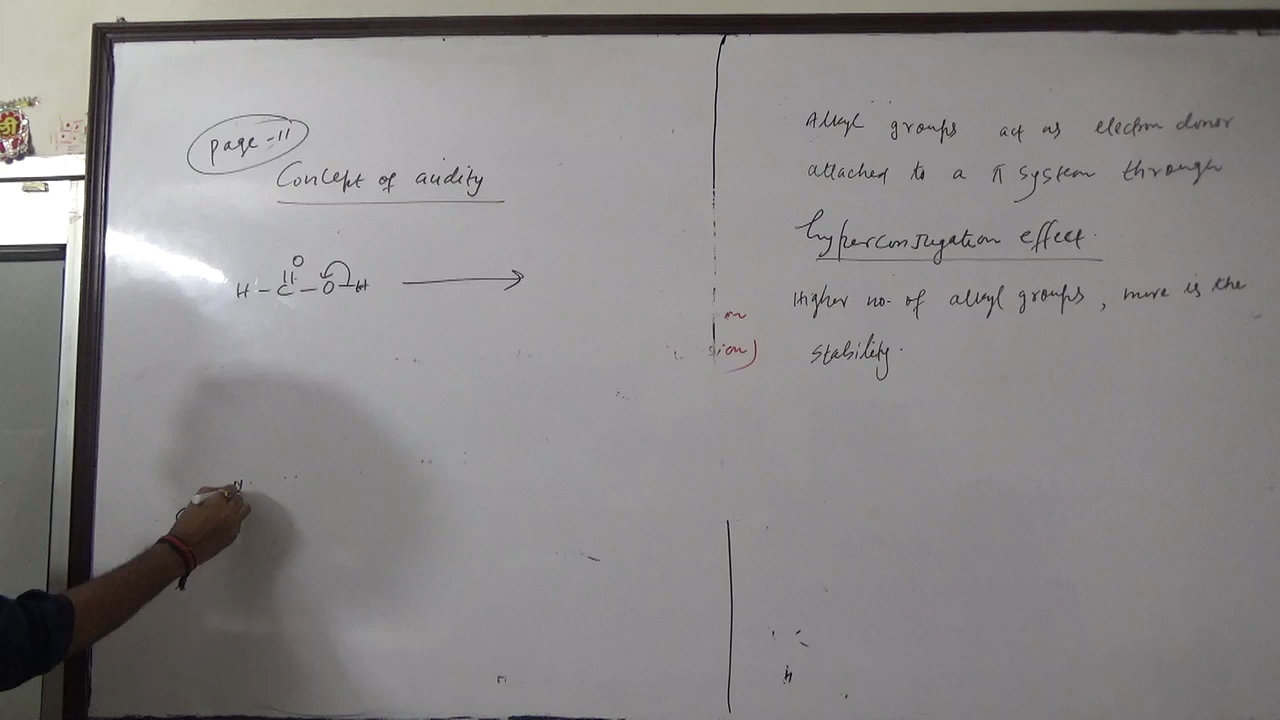 page-11
Concept of acidity
O
H - C - O - H
Alkyl groups act as electron donor
attached to a π system through
hyperconjugation effect.
Higher no. of alkyl groups, more is the
stability.
sion)